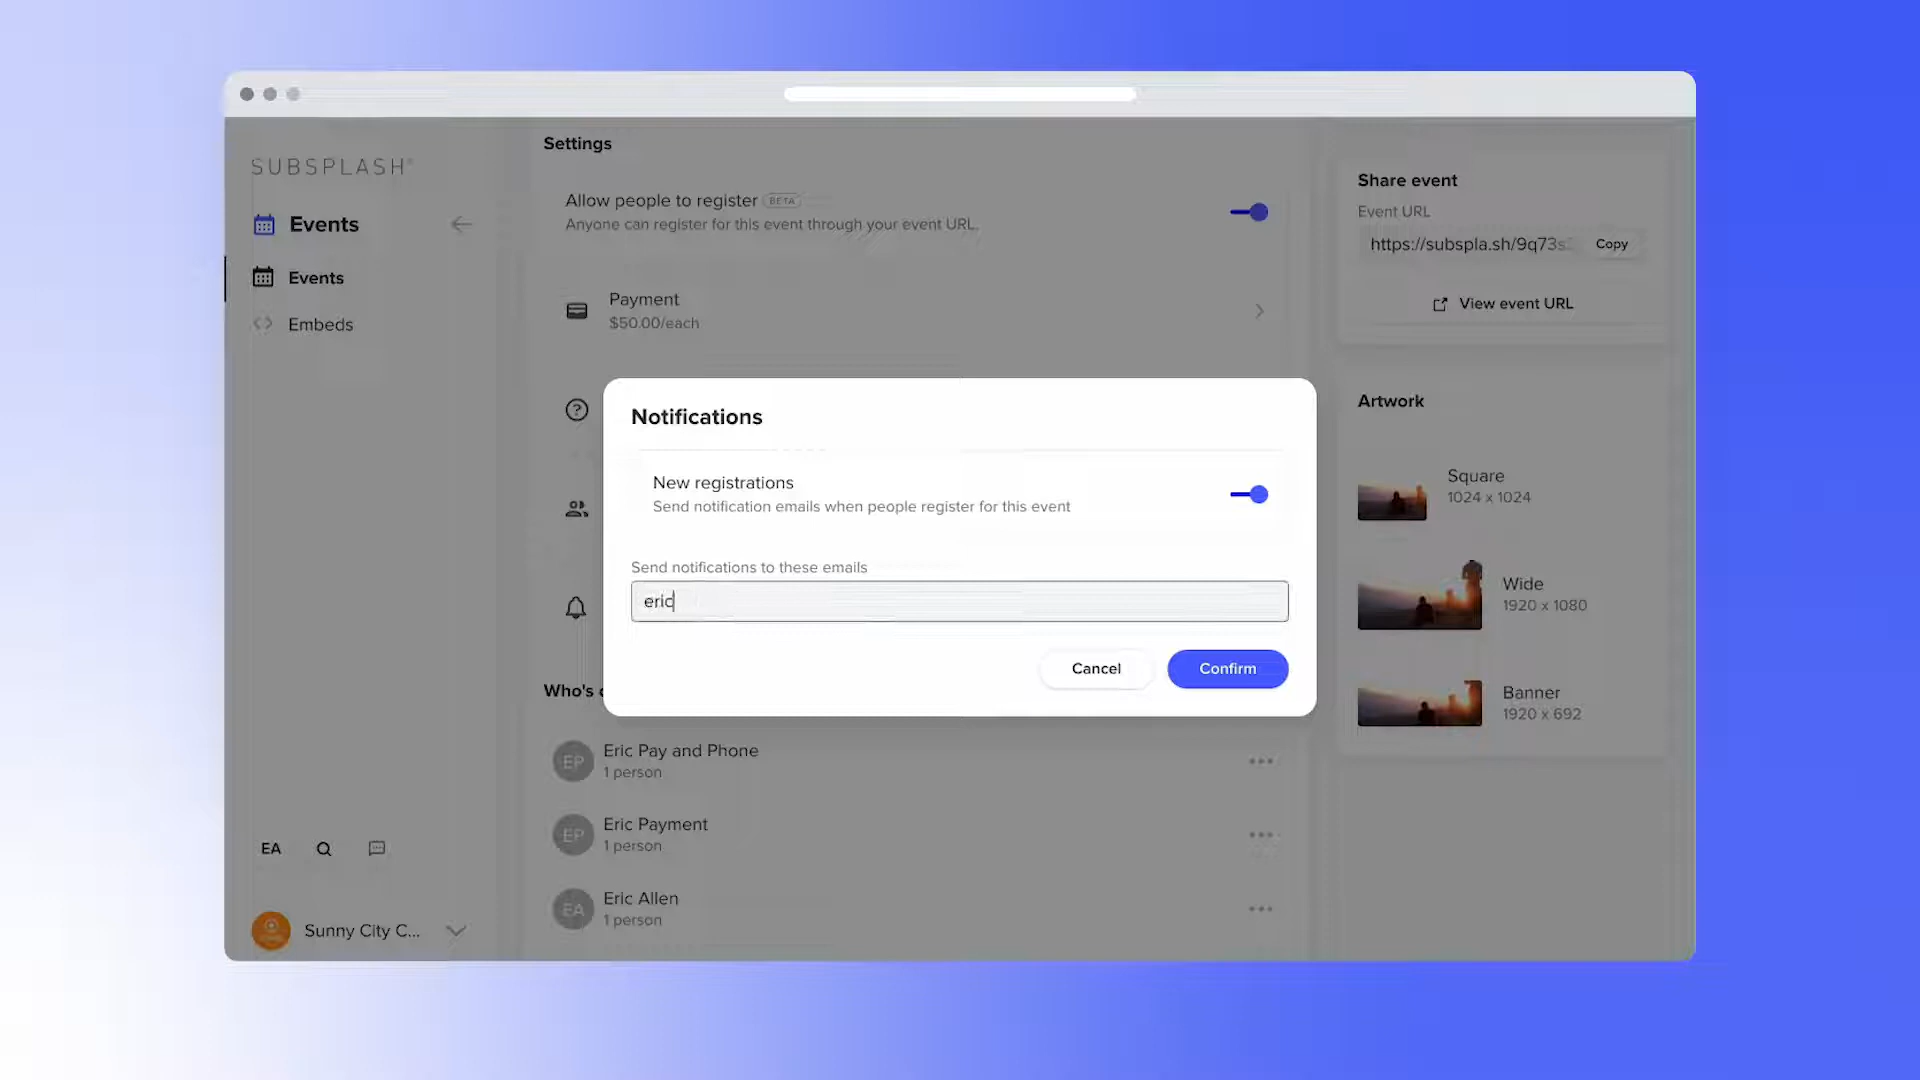 SUBSPLASH
Events
Events
Embeds
EA
Sunny City C...
Settings
Allow people to register BETA
Anyone can register for this event through your event URL.
Payment
$50.00/each
Notifications
New registrations
Send notification emails when people register for this event
Send notifications to these emails
eric
Cancel
Confirm
Who's
EP
Eric Pay and Phone
1 person
EP
Eric Payment
1 person
EA
Eric Allen
1 person
Share event
Event URL
https://subspla.sh/9q73s
Copy
View event URL
Artwork
Square
1024 x 1024
Wide
1920 x 1080
Banner
1920 x 692